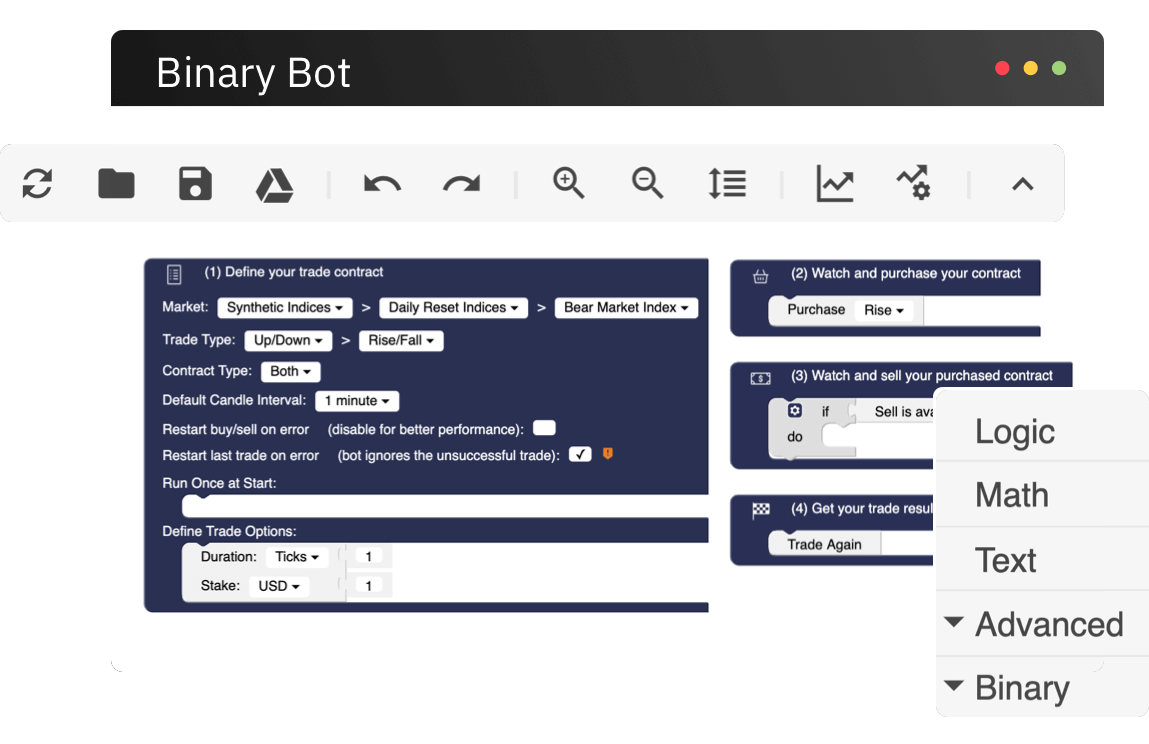 Binary Bot
(1) Define your trade contract
Market: Synthetic Indices > Daily Reset Indices > Bear Market Index
Trade Type: Up/Down > Rise/Fall
Contract Type: Both
Default Candle Interval: 1 minute
Restart buy/sell on error (disable for better performance):
Restart last trade on error (bot ignores the unsuccessful trade):
Run Once at Start:
Define Trade Options:
Duration: Ticks 1
Stake: USD 1
(2) Watch and purchase your contract
Purchase Rise
(3) Watch and sell your purchased contract
if Sell is
do
(4) Get your trade
Trade Again
Logic
Math
Text
Advanced
Binary